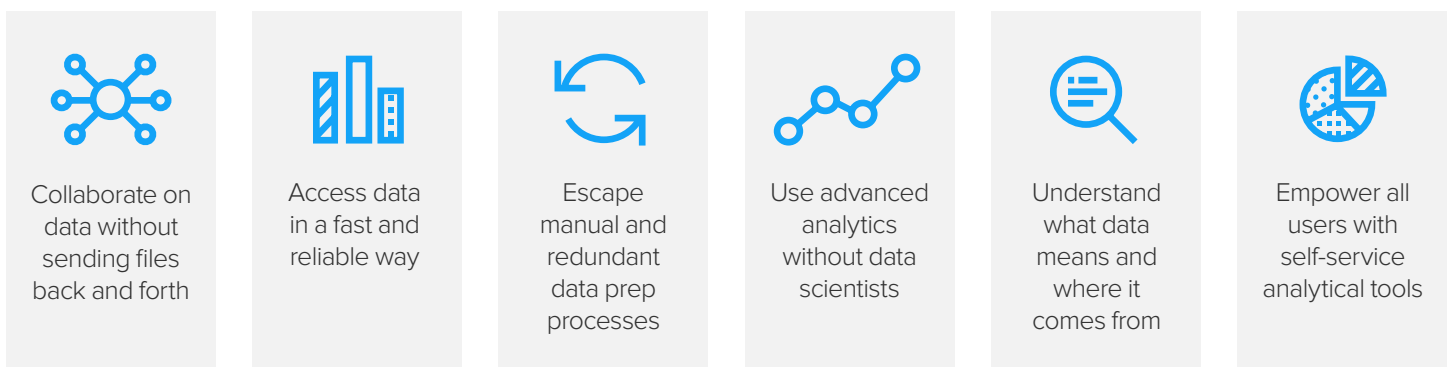 Collaborate on
data without
sending files
back and forth
Access data
in a fast and
reliable way
Escape
manual and
redundant
data prep
processes
Use advanced
analytics
without data
scientists
Understand
what data
means and
where it
comes from
Empower all
users with
self-service
analytical tools